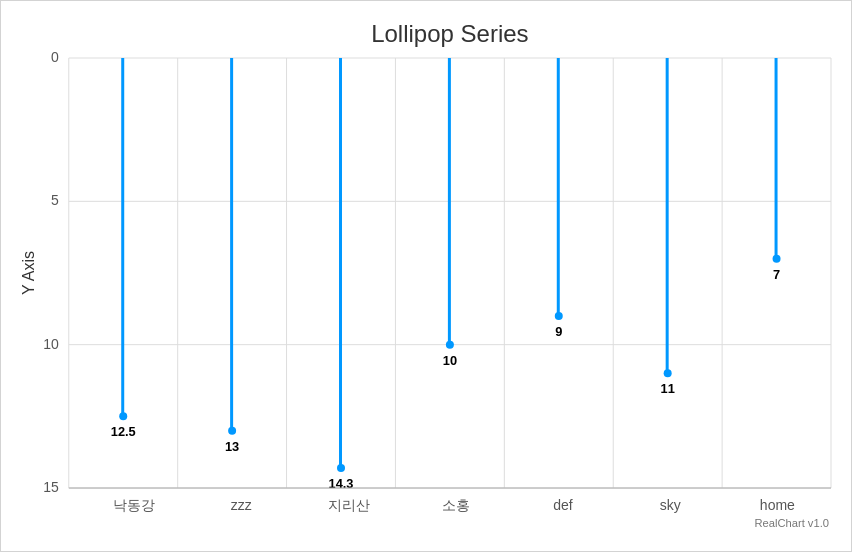 Lollipop Series
0
5
10
15
Y Axis
12.5
13
14.3
10
9
11
7
낙동강 zzz 지리산 소홍 def sky home
RealChart v1.0